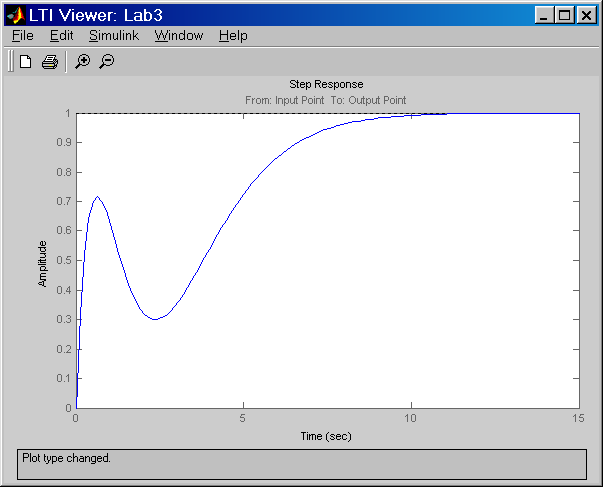 LTI Viewer: Lab3
File Edit Simulink Window Help
Step Response
From: Input Point To: Output Point
1
0.9
0.8
0.7
0.6
0.5
0.4
0.3
0.2
0.1
0
Amplitude
0 5 10 15
Time (sec)
Plot type changed.